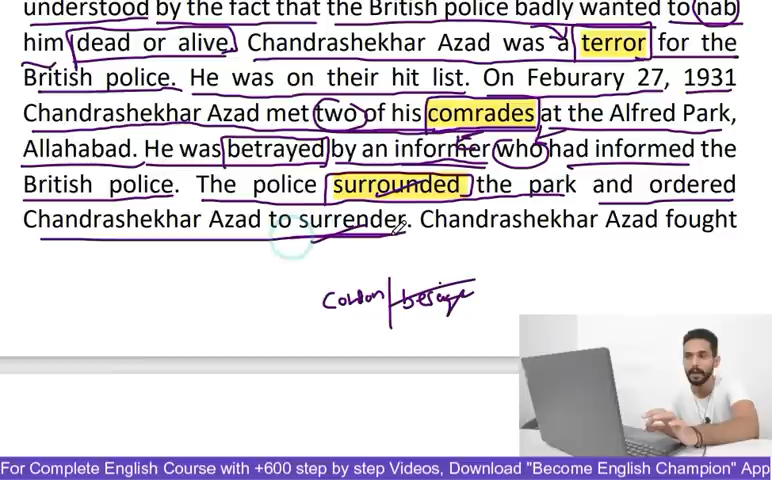 understood by the fact that the British police badly wanted to nab
him dead or alive. Chandrashekhar Azad was a terror for the
British police. He was on their hit list. On Feburary 27, 1931
Chandrashekhar Azad met two of his comrades at the Alfred Park,
Allahabad. He was betrayed by an informer who had informed the
British police. The police surrounded the park and ordered
Chandrashekhar Azad to surrender. Chandrashekhar Azad fought
For Complete English Course with +600 step by step Videos, Download "Become English Champion" App